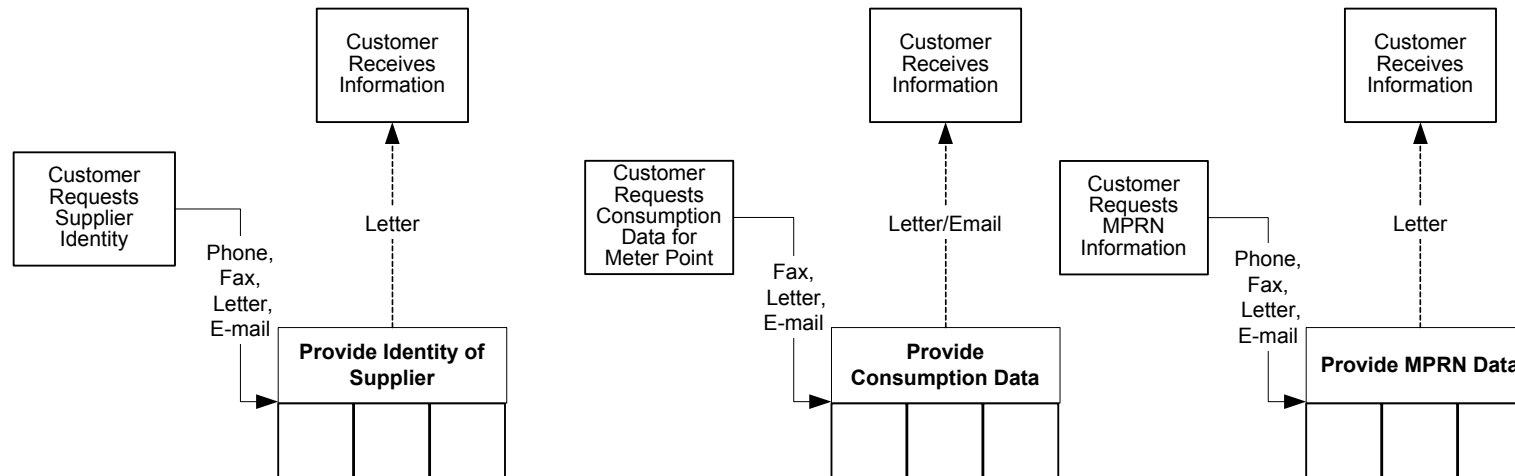 Customer
Receives
Information
Customer
Requests
Supplier
Identity
Letter
Phone,
Fax,
Letter,
E-mail
Provide Identity of
Supplier
Customer
Receives
Information
Customer
Requests
Consumption
Data for
Meter Point
Letter/Email
Fax,
Letter,
E-mail
Provide
Consumption Data
Customer
Receives
Information
Customer
Requests
MPRN
Information
Letter
Phone,
Fax,
Letter,
E-mail
Provide MPRN Data